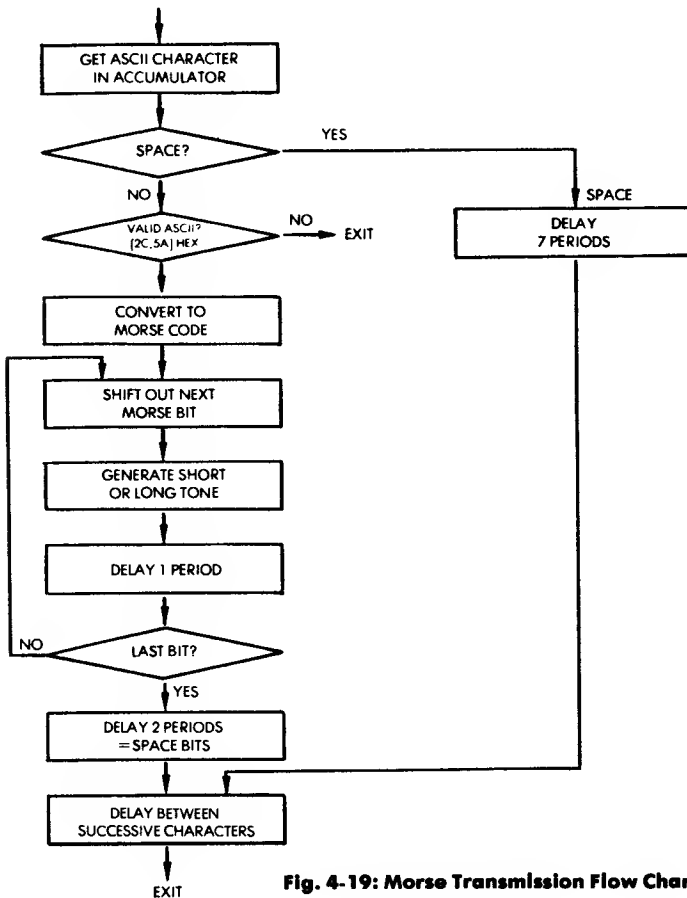 GET ASCII CHARACTER
IN ACCUMULATOR
SPACE?
YES
NO
SPACE
VALID ASCII?
[2C,5A] HEX
NO
EXIT
DELAY
7 PERIODS
CONVERT TO
MORSE CODE
SHIFT OUT NEXT
MORSE BIT
GENERATE SHORT
OR LONG TONE
DELAY 1 PERIOD
NO
LAST BIT?
YES
DELAY 2 PERIODS
=SPACE BITS
DELAY BETWEEN
SUCCESSIVE CHARACTERS
EXIT
Fig. 4-19: Morse Transmission Flow Char